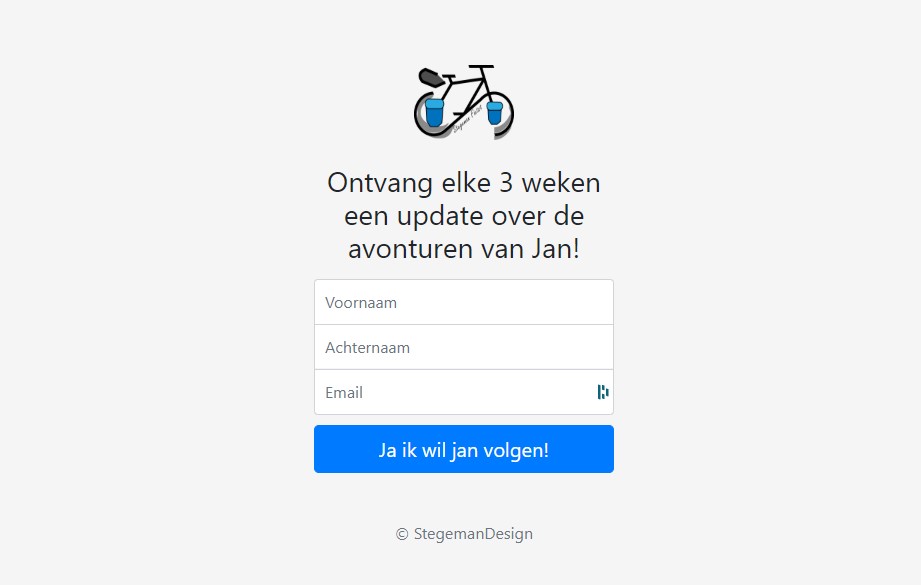 Ontvang elke 3 weken
een update over de
avonturen van Jan!
Voornaam
Achternaam
Email
Ja ik wil jan volgen!
© StegemanDesign